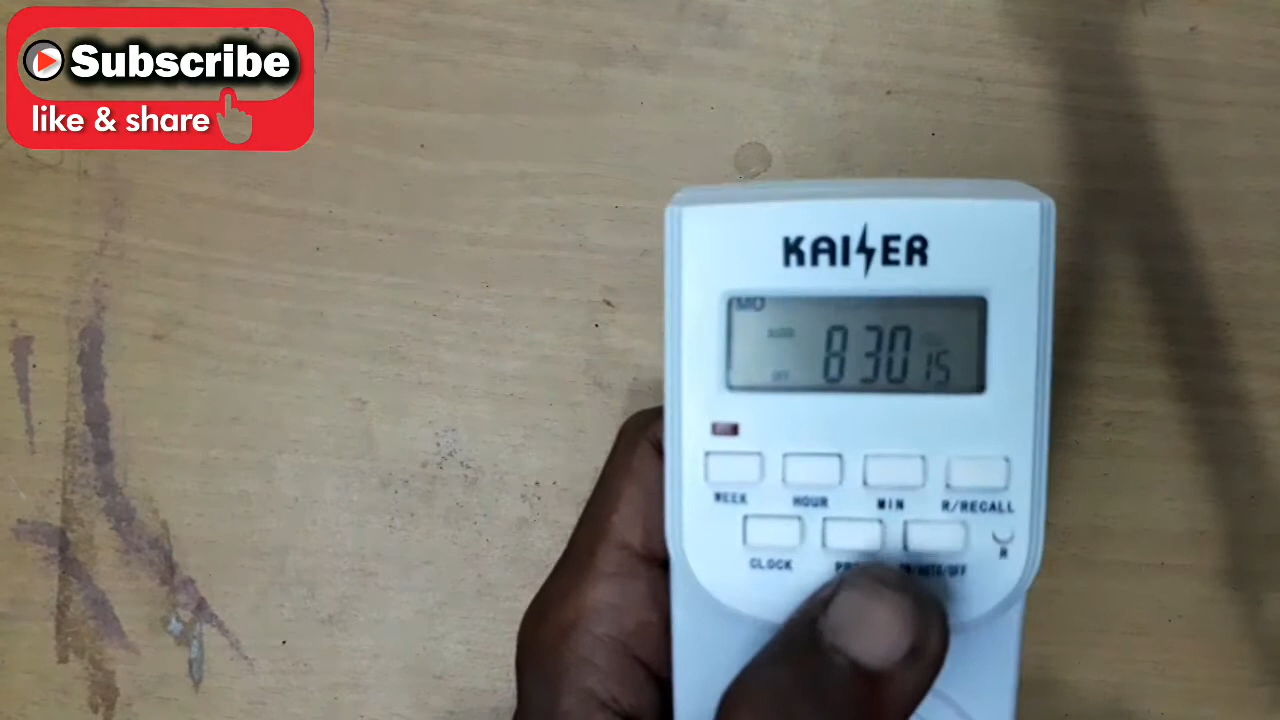 Subscribe
like & share
KAISER
MO
8 30 15
WEEK HOUR MIN R/RECALL
CLOCK
R